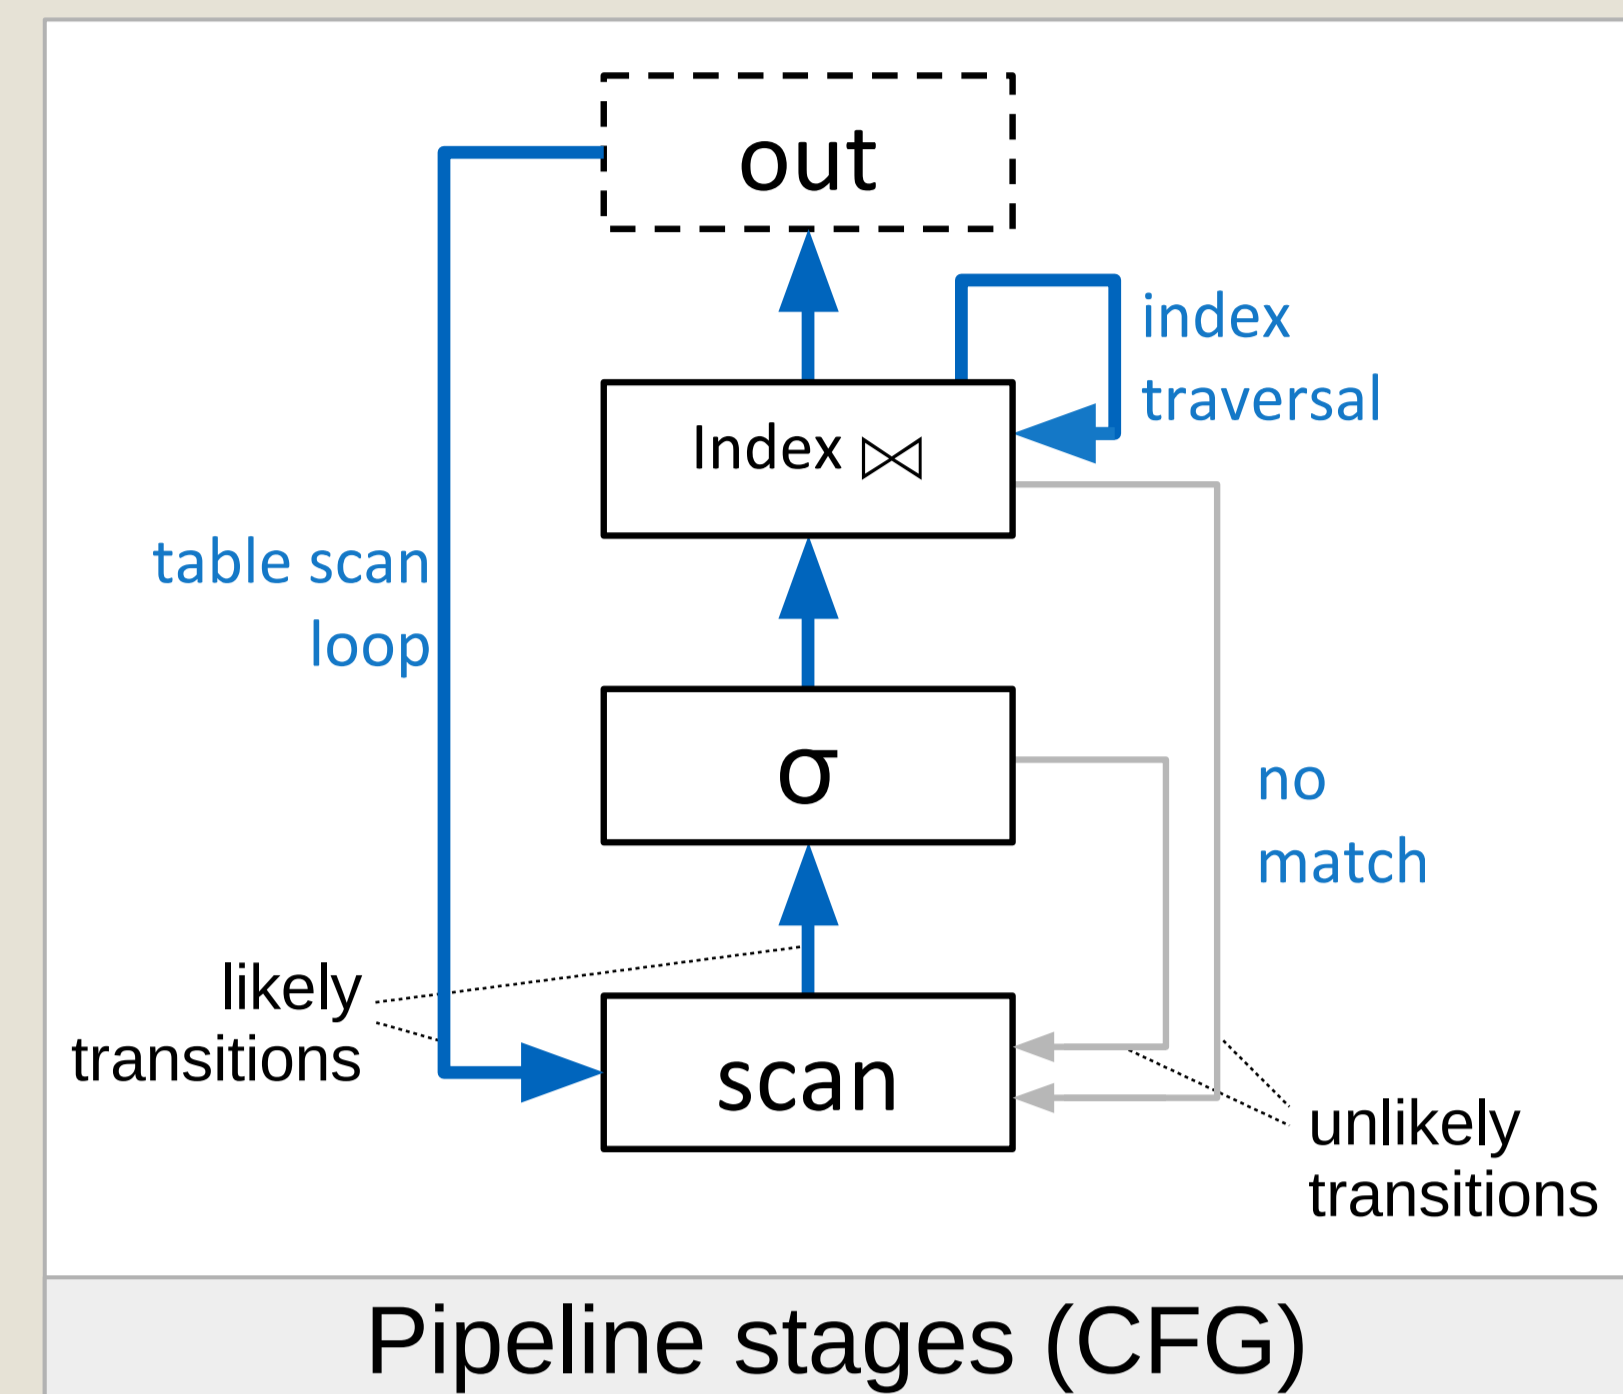 out
index
traversal
Index ⋈
table scan
loop
σ
no
match
likely
transitions
scan
unlikely
transitions
Pipeline stages (CFG)